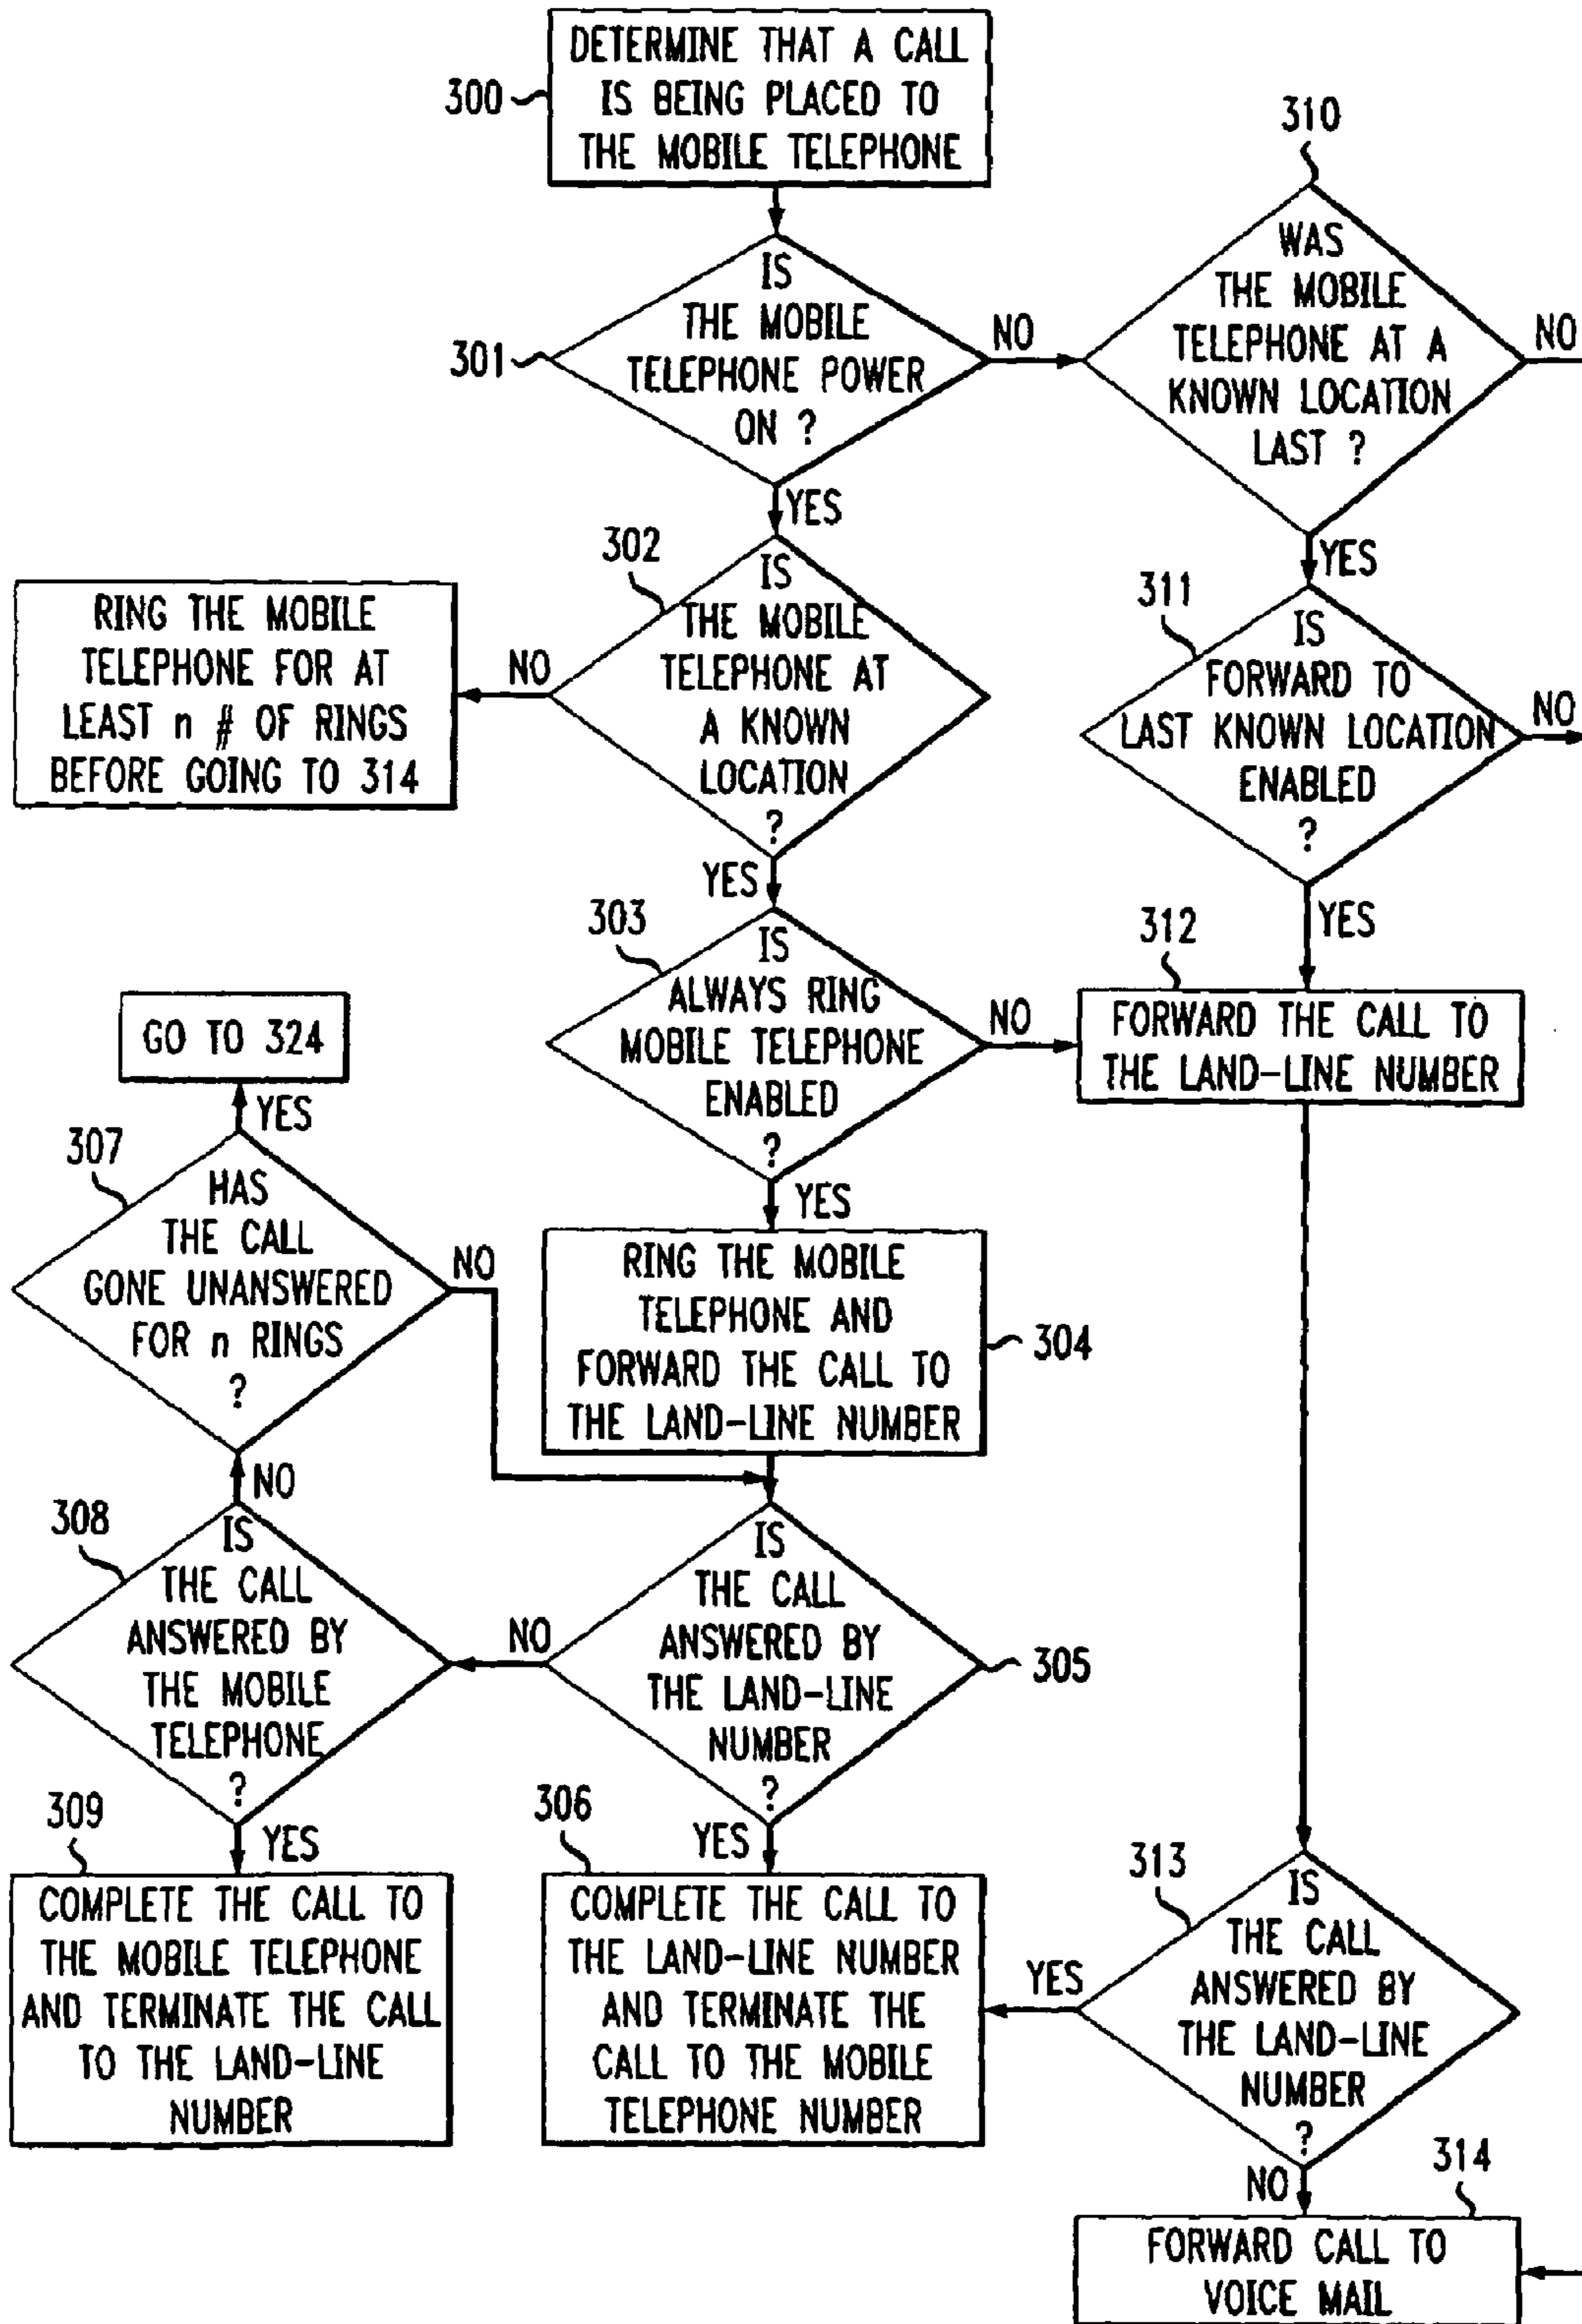 DETERMINE THAT A CALL
IS BEING PLACED TO
THE MOBILE TELEPHONE
300
310
IS
THE MOBILE
TELEPHONE POWER
ON ?
301
NO
WAS
THE MOBILE
TELEPHONE AT A
KNOWN LOCATION
LAST ?
NO
YES
YES
302
IS
THE MOBILE
TELEPHONE AT
A KNOWN
LOCATION
?
NO
RING THE MOBILE
TELEPHONE FOR AT
LEAST n # OF RINGS
BEFORE GOING TO 314
311
IS
FORWARD TO
LAST KNOWN LOCATION
ENABLED
?
NO
YES
YES
303
IS
ALWAYS RING
MOBILE TELEPHONE
ENABLED
?
NO
312
FORWARD THE CALL TO
THE LAND-LINE NUMBER
GO TO 324
YES
307
HAS
THE CALL
GONE UNANSWERED
FOR n RINGS
?
NO
YES
RING THE MOBILE
TELEPHONE AND
FORWARD THE CALL TO
THE LAND-LINE NUMBER
304
NO
308
IS
THE CALL
ANSWERED BY
THE MOBILE
TELEPHONE
?
NO
IS
THE CALL
ANSWERED BY
THE LAND-LINE
NUMBER
?
305
309
YES
306
YES
313
COMPLETE THE CALL TO
THE MOBILE TELEPHONE
AND TERMINATE THE CALL
TO THE LAND-LINE
NUMBER
COMPLETE THE CALL TO
THE LAND-LINE NUMBER
AND TERMINATE THE
CALL TO THE MOBILE
TELEPHONE NUMBER
YES
IS
THE CALL
ANSWERED BY
THE LAND-LINE
NUMBER
?
NO
314
FORWARD CALL TO
VOICE MAIL